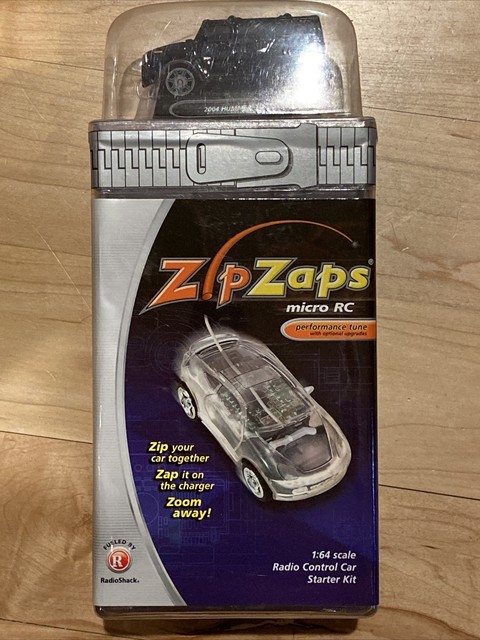 2004 HUMMER
ZipZaps®
micro RC
performance tune
with optional upgrades
Zip your
car together
Zap it on
the charger
Zoom
away!
FUELED BY
R
RadioShack®
1:64 scale
Radio Control Car
Starter Kit